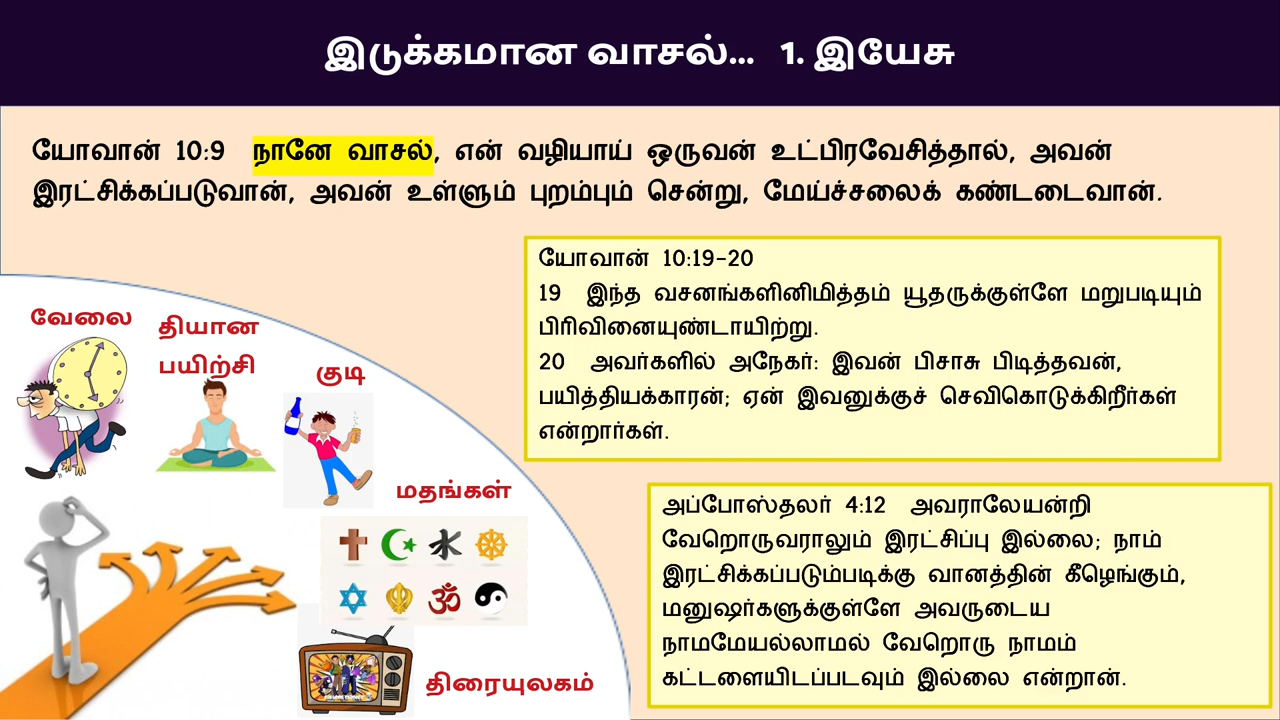 இடுக்கமான வாசல்... 1. இயேசு
யோவான் 10:9 நானே வாசல், என் வழியாய் ஒருவன் உட்பிரவேசித்தால், அவன்
இரட்சிக்கப்படுவான், அவன் உள்ளும் புறம்பும் சென்று, மேய்ச்சலைக் கண்டடைவான்.
யோவான் 10:19-20
19 இந்த வசனங்களினிமித்தம் யூதருக்குள்ளே மறுபடியும்
பிரிவினையுண்டாயிற்று.
20 அவர்களில் அநேகர்: இவன் பிசாசு பிடித்தவன்,
பயித்தியக்காரன்; ஏன் இவனுக்குச் செவிகொடுக்கிறீர்கள்
என்றார்கள்.
வேலை
தியான
பயிற்சி
குடி
மதங்கள்
திரையுலகம்
அப்போஸ்தலர் 4:12 அவராலேயன்றி
வேறொருவராலும் இரட்சிப்பு இல்லை; நாம்
இரட்சிக்கப்படும்படிக்கு வானத்தின் கீழெங்கும்,
மனுஷர்களுக்குள்ளே அவருடைய
நாமமேயல்லாமல் வேறொரு நாமம்
கட்டளையிடப்படவும் இல்லை என்றான்.